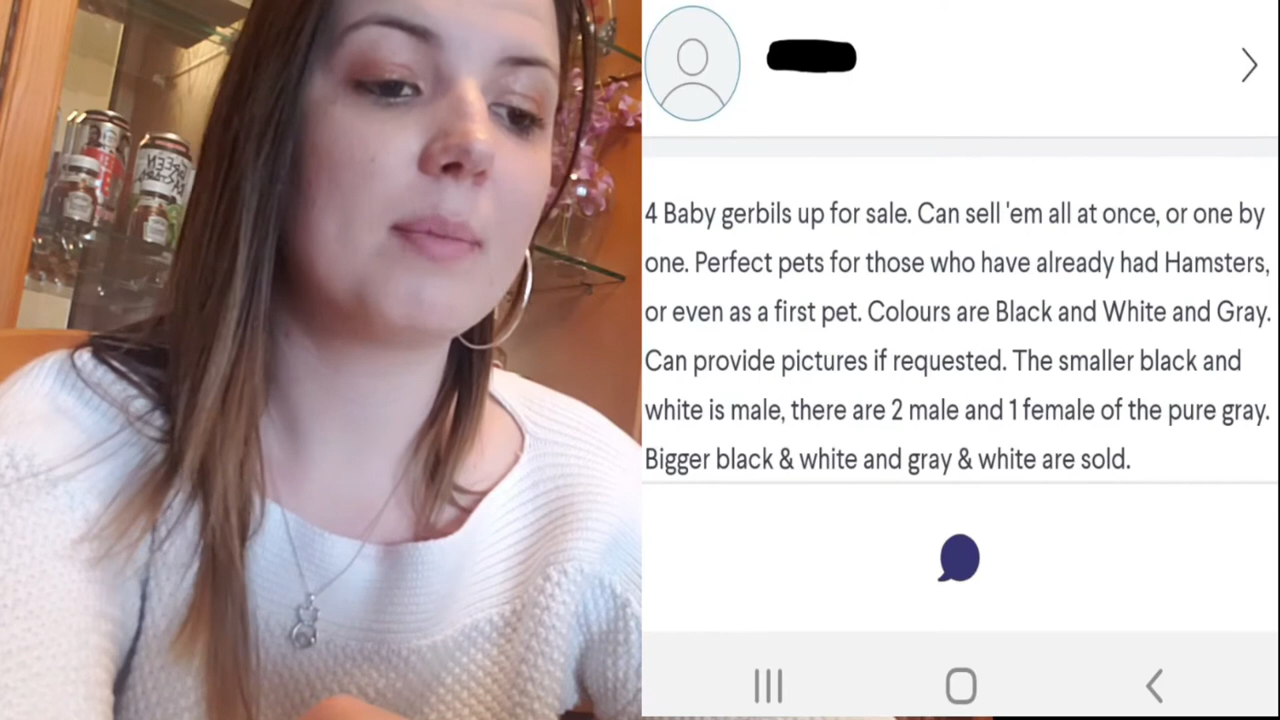 4 Baby gerbils up for sale. Can sell 'em all at once, or one by
one. Perfect pets for those who have already had Hamsters,
or even as a first pet. Colours are Black and White and Gray.
Can provide pictures if requested. The smaller black and
white is male, there are 2 male and 1 female of the pure gray.
Bigger black & white and gray & white are sold.